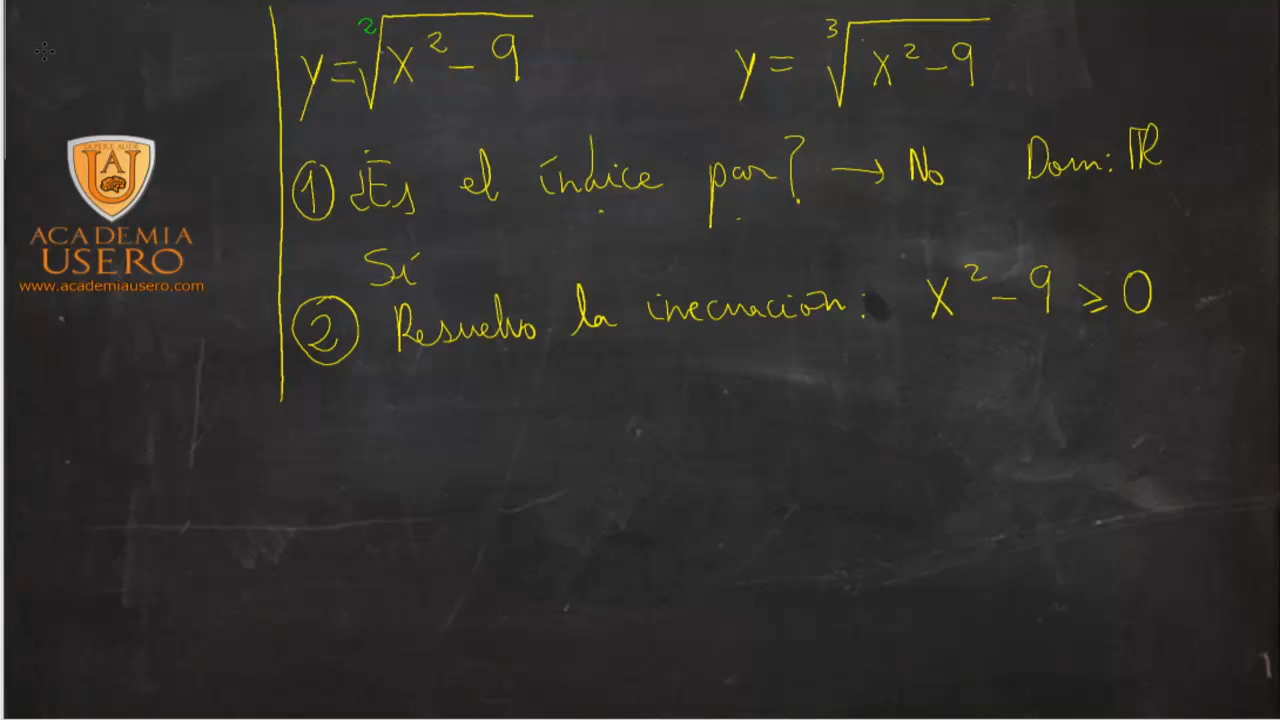 y = ²√(x² - 9)
y = ³√(x² - 9)
① ¿Es el índice par? → No Dom: ℝ
Sí
② Resuelvo la inecuación: x² - 9 ≥ 0
SAPERE AUDE
UA
ACADEMIA
USERO
www.academiausero.com